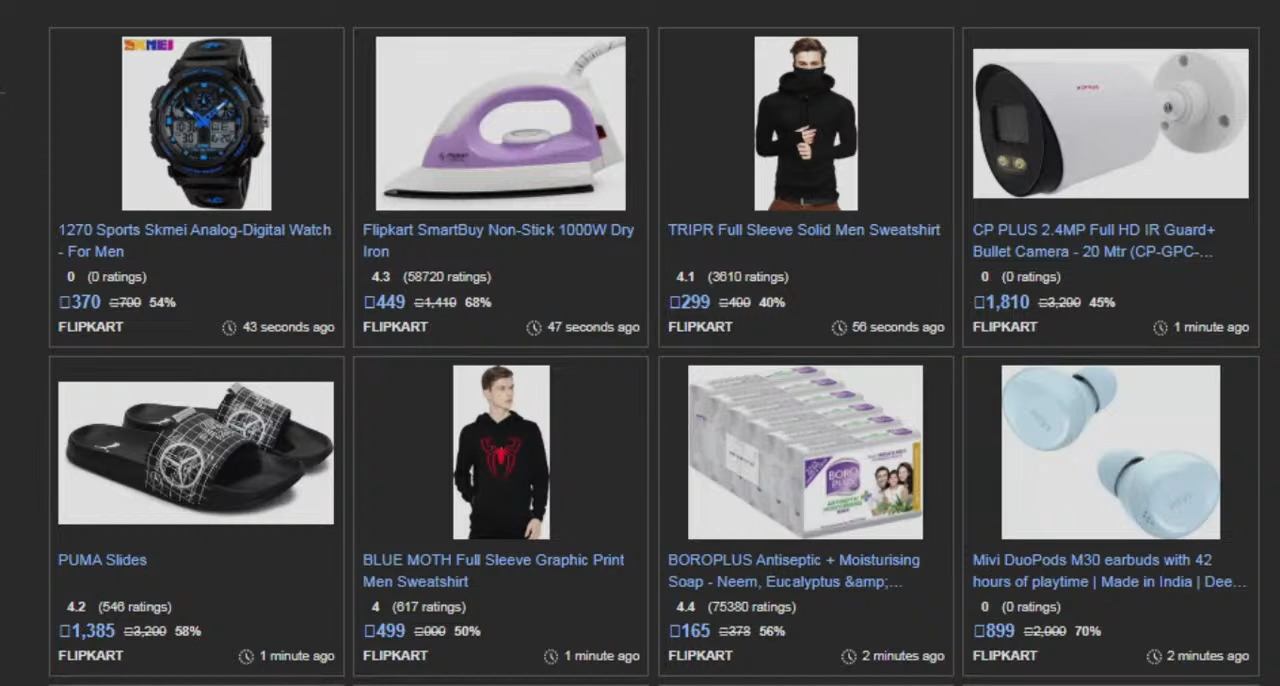 SKMEI
1270 Sports Skmei Analog-Digital Watch
- For Men
0 (0 ratings)
370 700 54%
FLIPKART 43 seconds ago
Flipkart SmartBuy Non-Stick 1000W Dry
Iron
4.3 (58720 ratings)
449 1,410 68%
FLIPKART 47 seconds ago
TRIPR Full Sleeve Solid Men Sweatshirt
4.1 (3610 ratings)
299 400 40%
FLIPKART 56 seconds ago
CP PLUS 2.4MP Full HD IR Guard+
Bullet Camera - 20 Mtr (CP-GPC-...
0 (0 ratings)
1,810 3,200 45%
FLIPKART 1 minute ago
PUMA Slides
4.2 (546 ratings)
1,385 3,200 58%
FLIPKART 1 minute ago
BLUE MOTH Full Sleeve Graphic Print
Men Sweatshirt
4 (617 ratings)
499 50%
FLIPKART 1 minute ago
BORO
PLUS
BOROPLUS Antiseptic + Moisturising
Soap - Neem, Eucalyptus &amp;...
4.4 (75380 ratings)
165 378 56%
FLIPKART 2 minutes ago
MIVI
Mivi DuoPods M30 earbuds with 42
hours of playtime | Made in India | Dee...
0 (0 ratings)
899 2,000 70%
FLIPKART 2 minutes ago